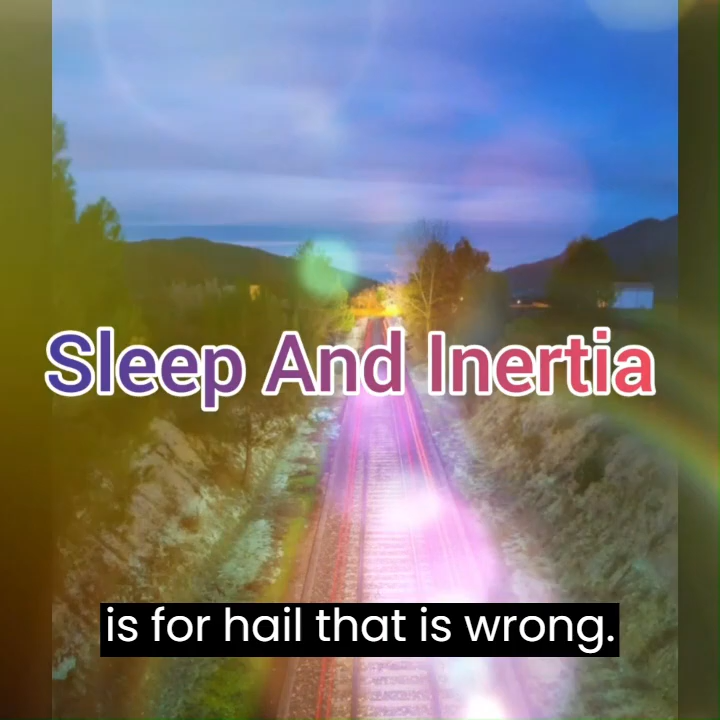 Sleep And Inertia
is for hail that is wrong.